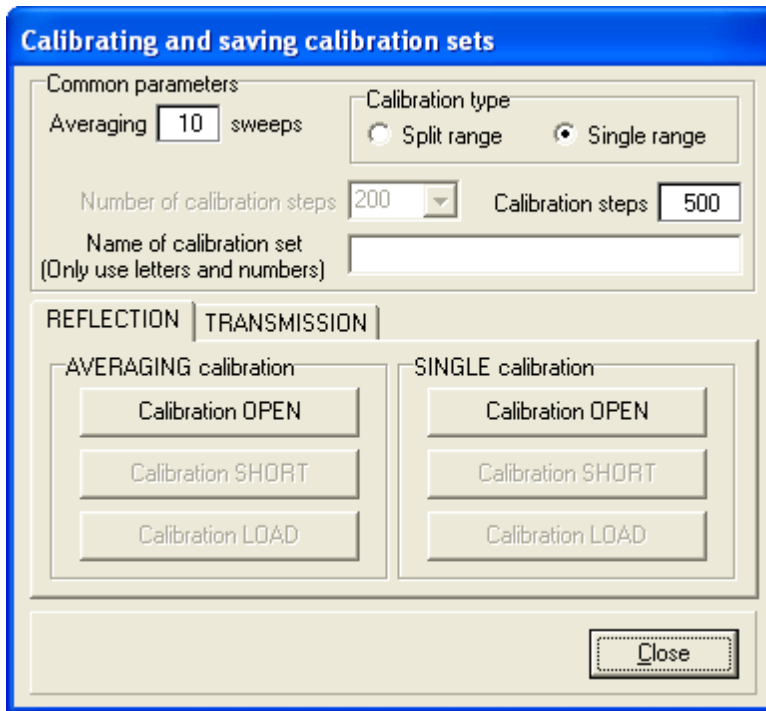 Calibrating and saving calibration sets
Common parameters
Averaging 10 sweeps
Calibration type
Split range Single range
Number of calibration steps 200 Calibration steps 500
Name of calibration set
(Only use letters and numbers)
REFLECTION TRANSMISSION
AVERAGING calibration SINGLE calibration
Calibration OPEN Calibration OPEN
Calibration SHORT Calibration SHORT
Calibration LOAD Calibration LOAD
Close